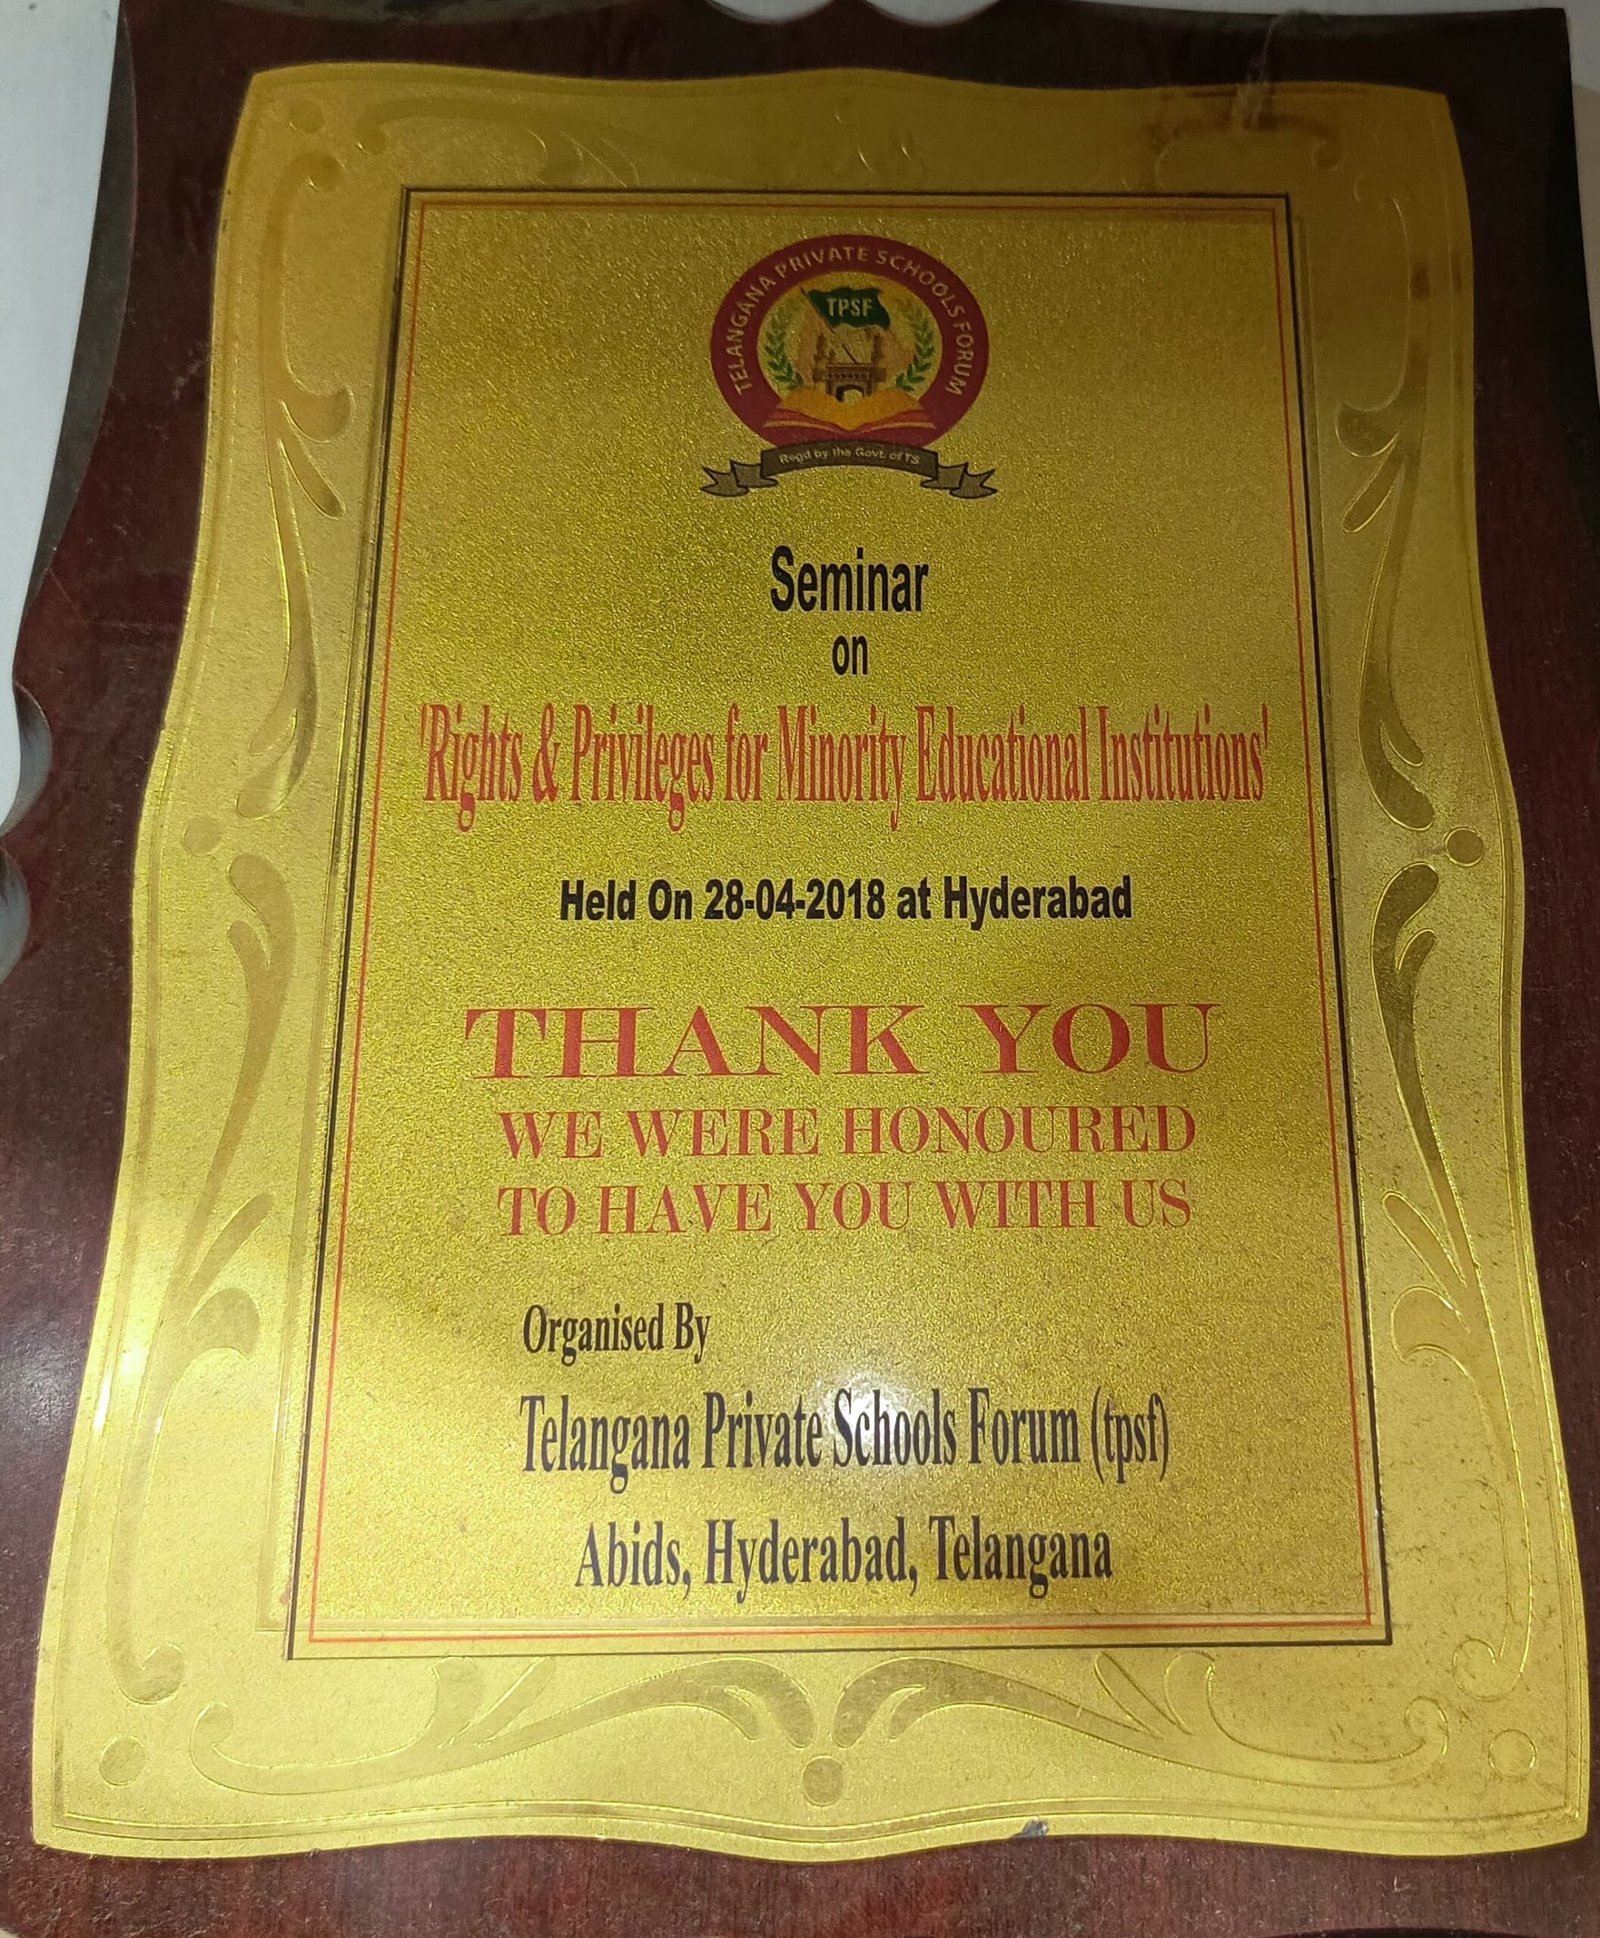 TELANGANA PRIVATE SCHOOLS FORUM
TPSF
Regd by the Govt. of TS
Seminar
on
'Rights & Privileges for Minority Educational Institutions'
Held On 28-04-2018 at Hyderabad
THANK YOU
WE WERE HONOURED
TO HAVE YOU WITH US
Organised By
Telangana Private Schools Forum (tpsf)
Abids, Hyderabad, Telangana